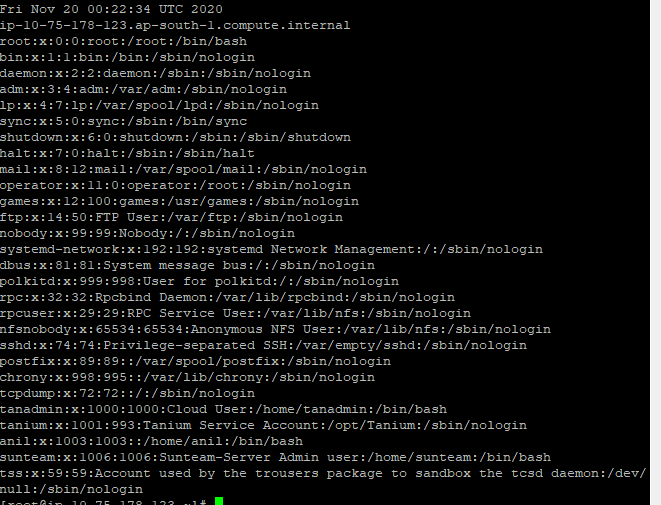 Fri Nov 20 00:22:34 UTC 2020
ip-10-75-178-123.ap-south-1.compute.internal
root:x:0:0:root:/root:/bin/bash
bin:x:1:1:bin:/bin:/sbin/nologin
daemon:x:2:2:daemon:/sbin:/sbin/nologin
adm:x:3:4:adm:/var/adm:/sbin/nologin
lp:x:4:7:lp:/var/spool/lpd:/sbin/nologin
sync:x:5:0:sync:/sbin:/bin/sync
shutdown:x:6:0:shutdown:/sbin:/sbin/shutdown
halt:x:7:0:halt:/sbin:/sbin/halt
mail:x:8:12:mail:/var/spool/mail:/sbin/nologin
operator:x:11:0:operator:/root:/sbin/nologin
games:x:12:100:games:/usr/games:/sbin/nologin
ftp:x:14:50:FTP User:/var/ftp:/sbin/nologin
nobody:x:99:99:Nobody:/:/sbin/nologin
systemd-network:x:192:192:systemd Network Management:/:/sbin/nologin
dbus:x:81:81:System message bus:/:/sbin/nologin
polkitd:x:999:998:User for polkitd:/:/sbin/nologin
rpc:x:32:32:Rpcbind Daemon:/var/lib/rpcbind:/sbin/nologin
rpcuser:x:29:29:RPC Service User:/var/lib/nfs:/sbin/nologin
nfsnobody:x:65534:65534:Anonymous NFS User:/var/lib/nfs:/sbin/nologin
sshd:x:74:74:Privilege-separated SSH:/var/empty/sshd:/sbin/nologin
postfix:x:89:89::/var/spool/postfix:/sbin/nologin
chrony:x:998:995::/var/lib/chrony:/sbin/nologin
tcpdump:x:72:72::/:/sbin/nologin
tanadmin:x:1000:1000:Cloud User:/home/tanadmin:/bin/bash
tanium:x:1001:993:Tanium Service Account:/opt/Tanium:/sbin/nologin
anil:x:1003:1003::/home/anil:/bin/bash
sunteam:x:1006:1006:Sunteam-Server Admin user:/home/sunteam:/bin/bash
tss:x:59:59:Account used by the trousers package to sandbox the tcsd daemon:/dev/
null:/sbin/nologin
[root@ip-10-75-178-123 ~]#